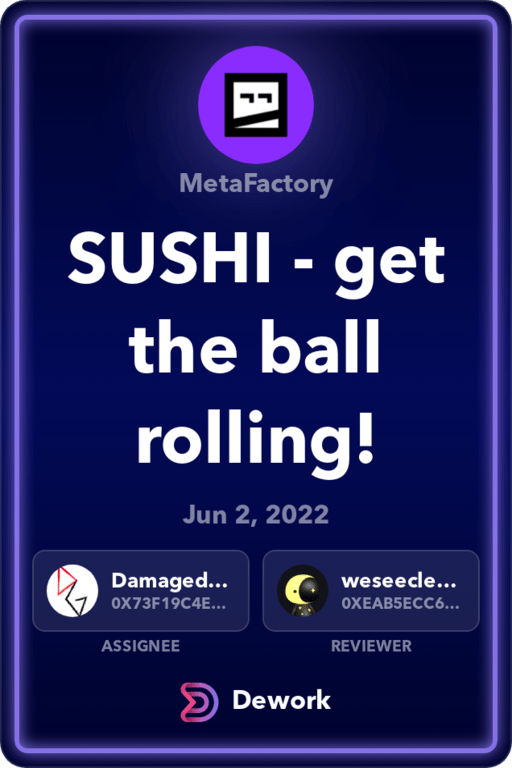 MetaFactory
SUSHI - get
the ball
rolling!
Jun 2, 2022
Damaged...
0X73F19C4E...
ASSIGNEE
weseecle...
0XEAB5ECC6...
REVIEWER
Dework